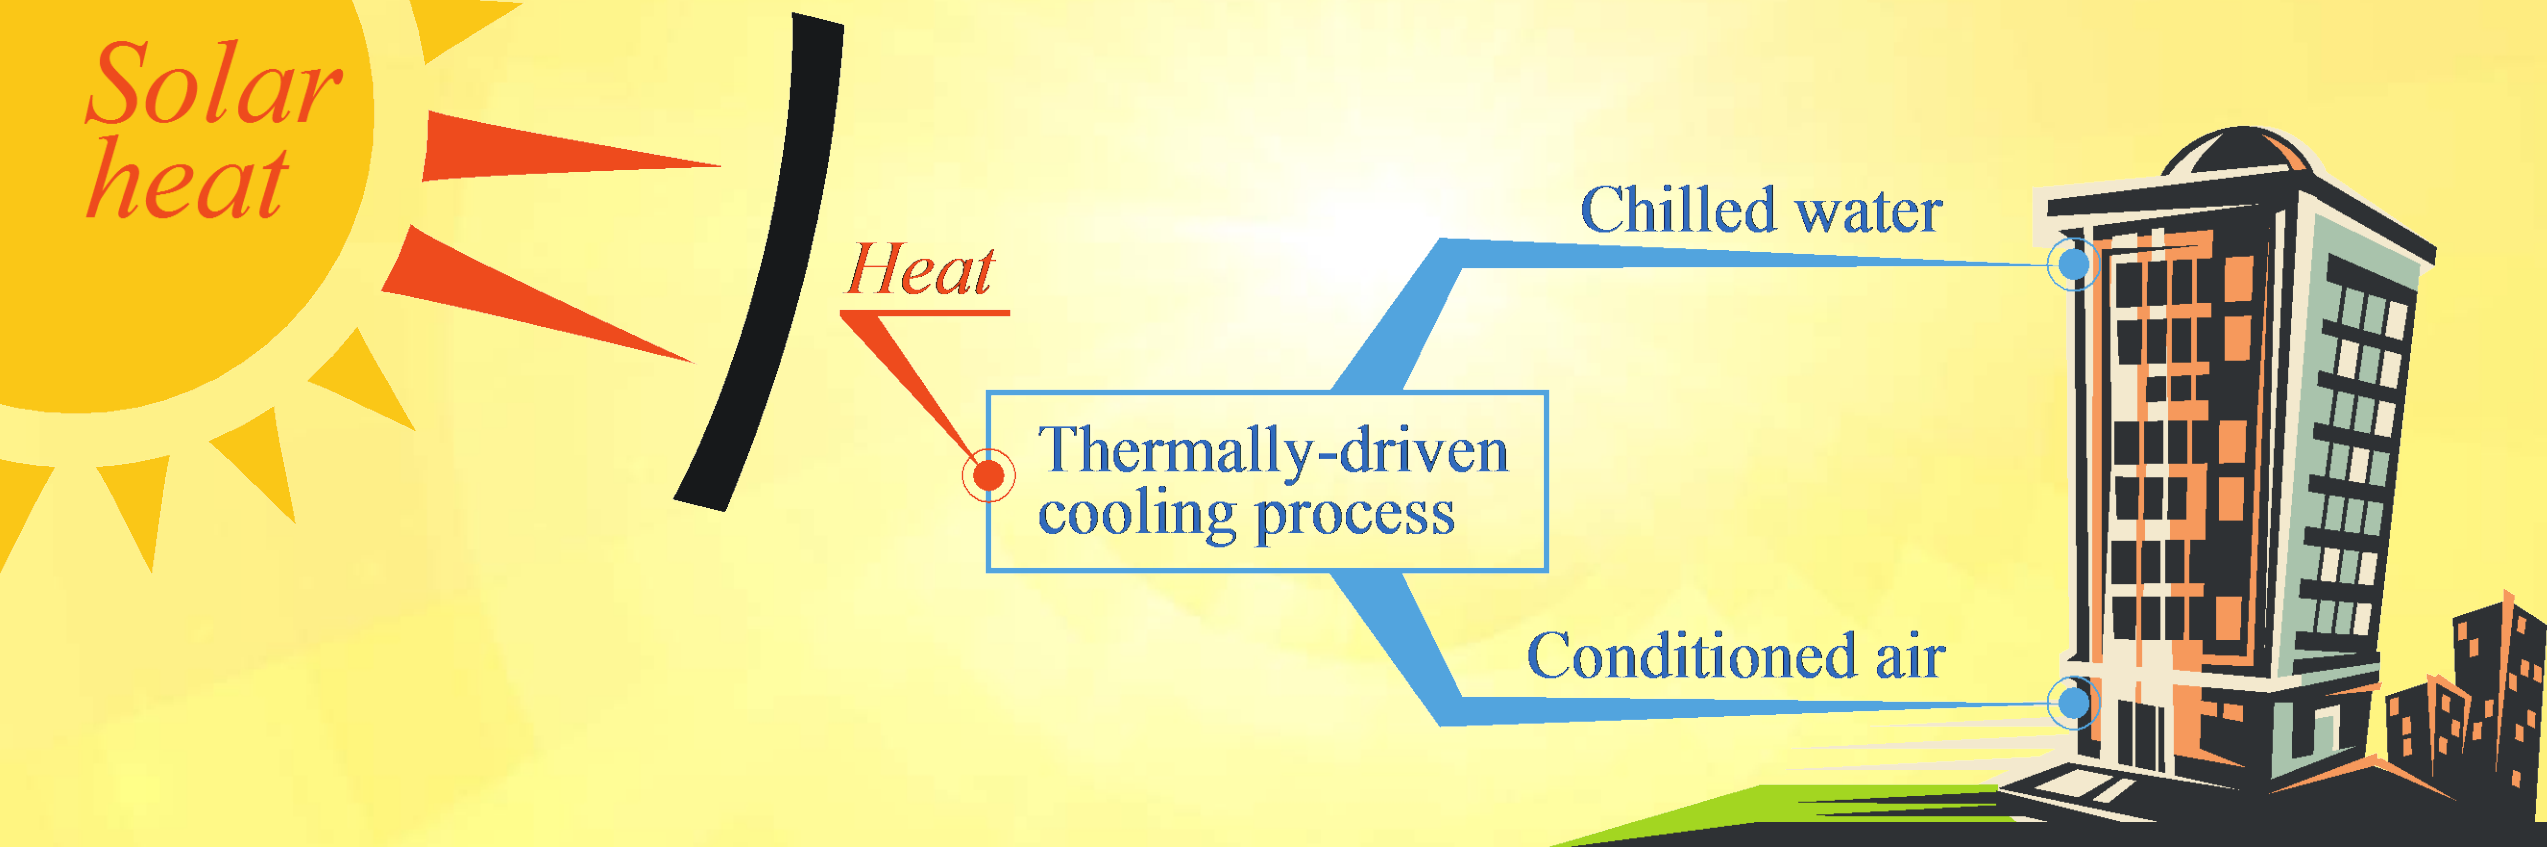 Solar
heat
Heat
Chilled water
Thermally-driven
cooling process
Conditioned air